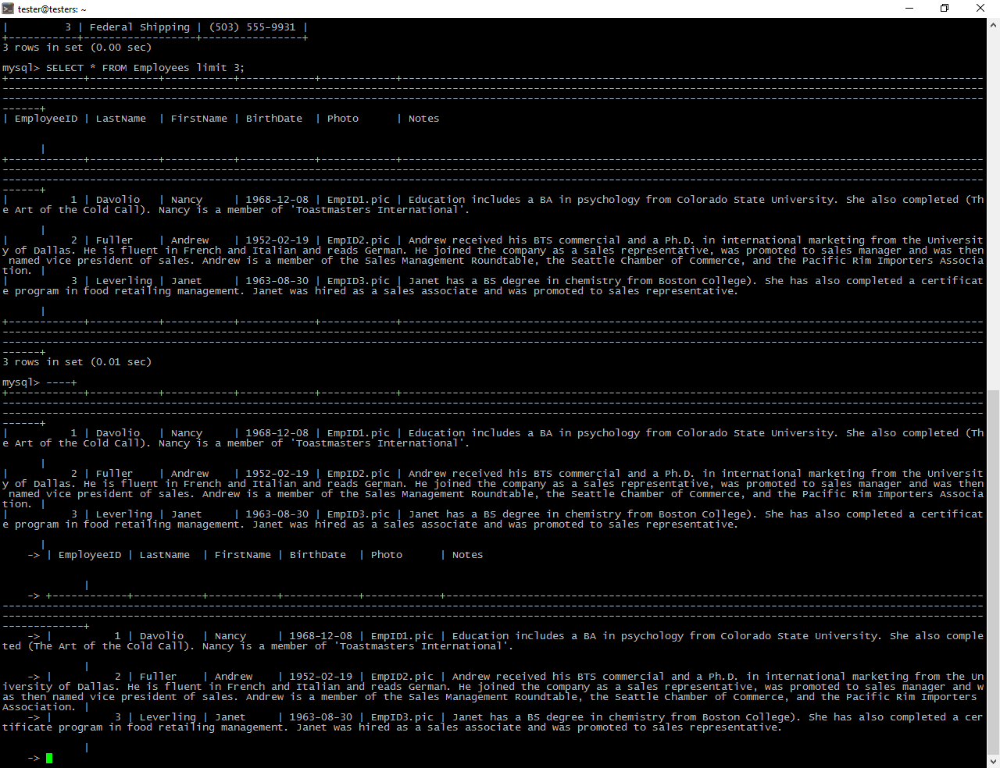 tester@testers: ~
|         3 | Federal Shipping | (503) 555-9931 |
+-----------+------------------+----------------+
3 rows in set (0.00 sec)
mysql> SELECT * FROM Employees limit 3;
+------------+-----------+-----------+------------+------------+---------------------------------------------------------------------------------------------
-------------------------------------------------------------------------------------------------------------------------------------------------------------
-------------------------------------------------------------------------------------------------------------------------------------------------------------
------+
| EmployeeID | LastName  | FirstName | BirthDate  | Photo      | Notes
      |
+------------+-----------+-----------+------------+------------+---------------------------------------------------------------------------------------------
-------------------------------------------------------------------------------------------------------------------------------------------------------------
-------------------------------------------------------------------------------------------------------------------------------------------------------------
------+
|          1 | Davolio   | Nancy     | 1968-12-08 | EmpID1.pic | Education includes a BA in psychology from Colorado State University. She also completed (Th
e Art of the Cold Call). Nancy is a member of 'Toastmasters International'.
      |
|          2 | Fuller    | Andrew    | 1952-02-19 | EmpID2.pic | Andrew received his BTS commercial and a Ph.D. in international marketing from the Universit
y of Dallas. He is fluent in French and Italian and reads German. He joined the company as a sales representative, was promoted to sales manager and was then
 named vice president of sales. Andrew is a member of the Sales Management Roundtable, the Seattle Chamber of Commerce, and the Pacific Rim Importers Associa
tion. |
|          3 | Leverling | Janet     | 1963-08-30 | EmpID3.pic | Janet has a BS degree in chemistry from Boston College). She has also completed a certificat
e program in food retailing management. Janet was hired as a sales associate and was promoted to sales representative.
      |
+------------+-----------+-----------+------------+------------+---------------------------------------------------------------------------------------------
-------------------------------------------------------------------------------------------------------------------------------------------------------------
-------------------------------------------------------------------------------------------------------------------------------------------------------------
------+
3 rows in set (0.01 sec)
mysql> ----+
+------------+-----------+-----------+------------+------------+---------------------------------------------------------------------------------------------
-------------------------------------------------------------------------------------------------------------------------------------------------------------
-------------------------------------------------------------------------------------------------------------------------------------------------------------
------+
|          1 | Davolio   | Nancy     | 1968-12-08 | EmpID1.pic | Education includes a BA in psychology from Colorado State University. She also completed (Th
e Art of the Cold Call). Nancy is a member of 'Toastmasters International'.
      |
|          2 | Fuller    | Andrew    | 1952-02-19 | EmpID2.pic | Andrew received his BTS commercial and a Ph.D. in international marketing from the Universit
y of Dallas. He is fluent in French and Italian and reads German. He joined the company as a sales representative, was promoted to sales manager and was then
 named vice president of sales. Andrew is a member of the Sales Management Roundtable, the Seattle Chamber of Commerce, and the Pacific Rim Importers Associa
tion. |
|          3 | Leverling | Janet     | 1963-08-30 | EmpID3.pic | Janet has a BS degree in chemistry from Boston College). She has also completed a certificat
e program in food retailing management. Janet was hired as a sales associate and was promoted to sales representative.
      |
    -> | EmployeeID | LastName  | FirstName | BirthDate  | Photo      | Notes
             |
    -> +------------+-----------+-----------+------------+------------+--------------------------------------------------------------------------------------
-------------------------------------------------------------------------------------------------------------------------------------------------------------
-------------------------------------------------------------------------------------------------------------------------------------------------------------
-------------+
    -> |          1 | Davolio   | Nancy     | 1968-12-08 | EmpID1.pic | Education includes a BA in psychology from Colorado State University. She also comple
ted (The Art of the Cold Call). Nancy is a member of 'Toastmasters International'.
             |
    -> |          2 | Fuller    | Andrew    | 1952-02-19 | EmpID2.pic | Andrew received his BTS commercial and a Ph.D. in international marketing from the Un
iversity of Dallas. He is fluent in French and Italian and reads German. He joined the company as a sales representative, was promoted to sales manager and w
as then named vice president of sales. Andrew is a member of the Sales Management Roundtable, the Seattle Chamber of Commerce, and the Pacific Rim Importers
Association. |
    -> |          3 | Leverling | Janet     | 1963-08-30 | EmpID3.pic | Janet has a BS degree in chemistry from Boston College). She has also completed a cer
tificate program in food retailing management. Janet was hired as a sales associate and was promoted to sales representative.
             |
    ->